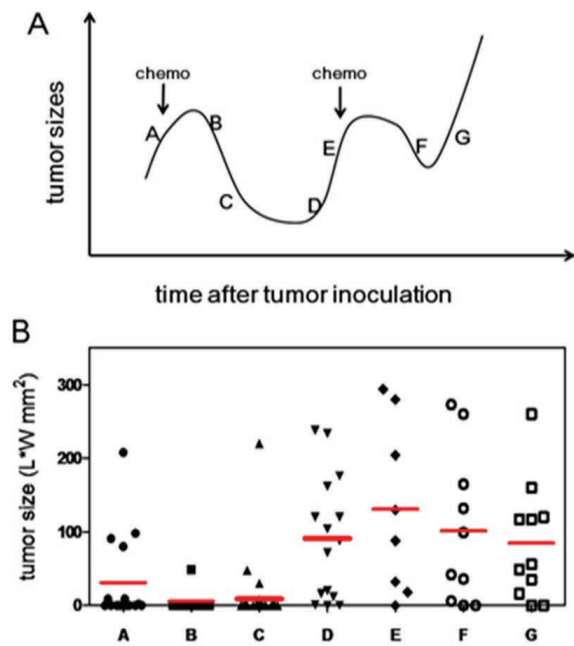 A
chemo chemo
tumor sizes
A B C D E F G
time after tumor inoculation
B
tumor size (L*W mm²)
300
200
100
0
A B C D E F G